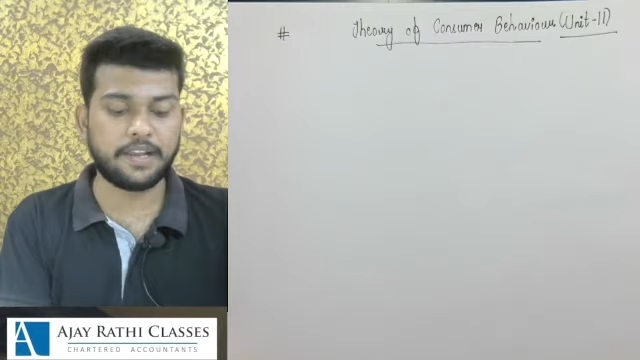 # Theory of Consumer Behaviour (Unit-II)
A AJAY RATHI CLASSES
CHARTERED ACCOUNTANTS